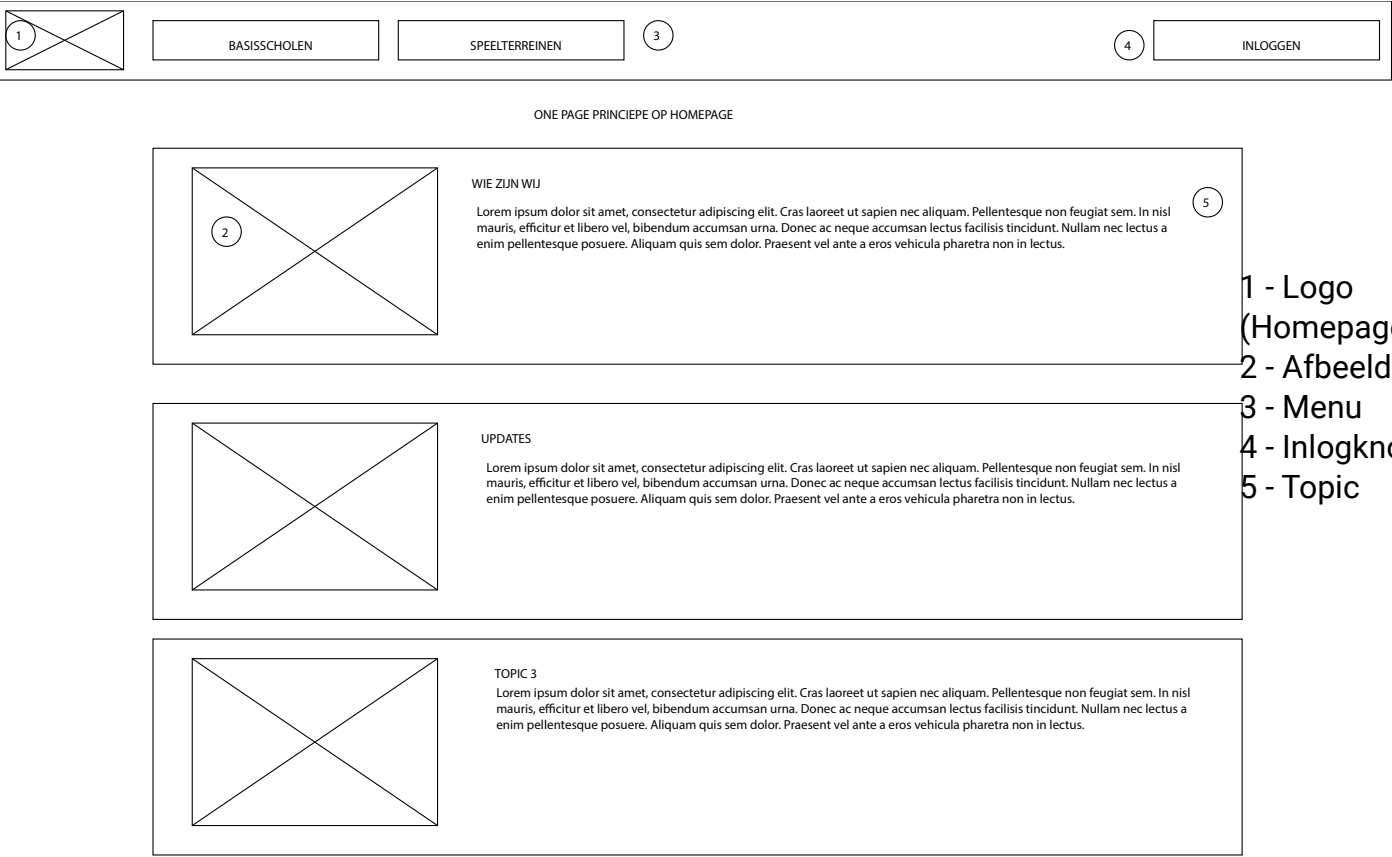 1
BASISSCHOLEN
SPEELTERREINEN
3
4
INLOGGEN
ONE PAGE PRINCIEPE OP HOMEPAGE
2
WIE ZIJN WIJ
5
Lorem ipsum dolor sit amet, consectetur adipiscing elit. Cras laoreet ut sapien nec aliquam. Pellentesque non feugiat sem. In nisl
mauris, efficitur et libero vel, bibendum accumsan urna. Donec ac neque accumsan lectus facilisis tincidunt. Nullam nec lectus a
enim pellentesque posuere. Aliquam quis sem dolor. Praesent vel ante a eros vehicula pharetra non in lectus.
1 - Logo
(Homepag
2 - Afbeeld
3 - Menu
4 - Inlogkn
5 - Topic
UPDATES
Lorem ipsum dolor sit amet, consectetur adipiscing elit. Cras laoreet ut sapien nec aliquam. Pellentesque non feugiat sem. In nisl
mauris, efficitur et libero vel, bibendum accumsan urna. Donec ac neque accumsan lectus facilisis tincidunt. Nullam nec lectus a
enim pellentesque posuere. Aliquam quis sem dolor. Praesent vel ante a eros vehicula pharetra non in lectus.
TOPIC 3
Lorem ipsum dolor sit amet, consectetur adipiscing elit. Cras laoreet ut sapien nec aliquam. Pellentesque non feugiat sem. In nisl
mauris, efficitur et libero vel, bibendum accumsan urna. Donec ac neque accumsan lectus facilisis tincidunt. Nullam nec lectus a
enim pellentesque posuere. Aliquam quis sem dolor. Praesent vel ante a eros vehicula pharetra non in lectus.